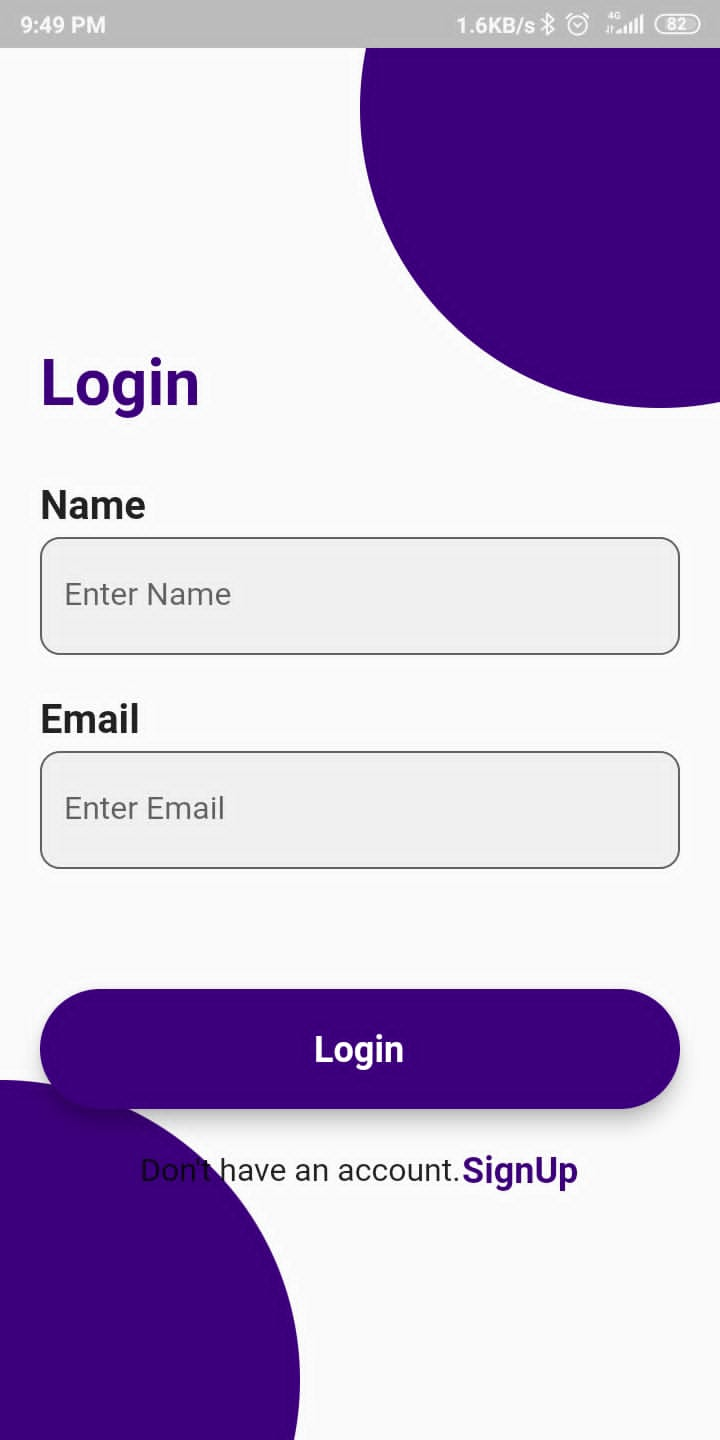 9:49 PM 1.6KB/s 4G 82
Login
Name
Enter Name
Email
Enter Email
Login
Don't have an account.SignUp